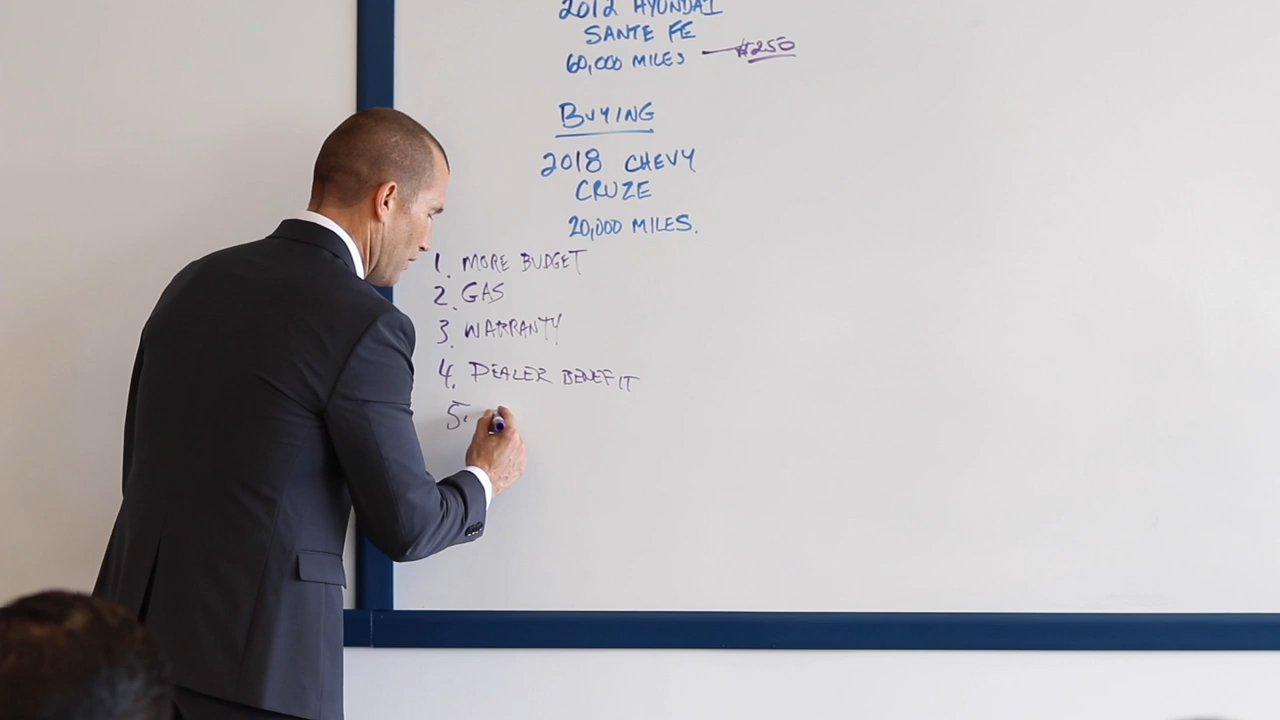 2012 HYUNDAI
SANTE FE
60,000 MILES — $250
BUYING
2018 CHEVY
CRUZE
20,000 MILES.
1. MORE BUDGET
2. GAS
3. WARRANTY
4. DEALER BENEFIT
5.